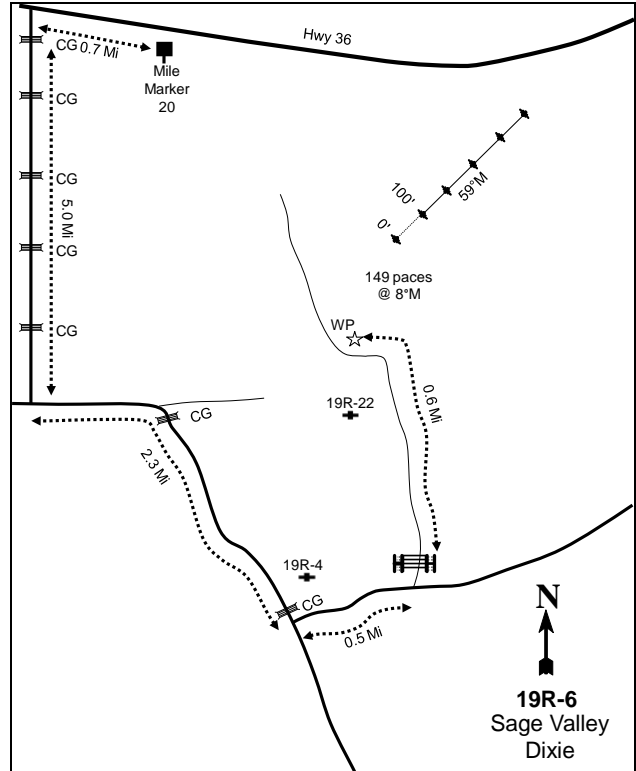 Hwy 36
CG
0.7 Mi
Mile
Marker
20
CG
CG
5.0 Mi
CG
CG
59°M
100'
0'
149 paces
@ 8°M
WP
0.6 Mi
19R-22
CG
2.3 Mi
19R-4
CG
0.5 Mi
N
19R-6
Sage Valley
Dixie